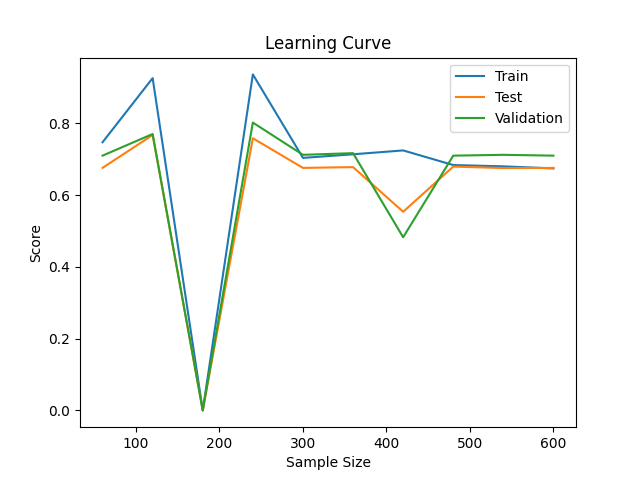 Learning Curve
Train
Test
Validation
0.8
0.6
0.4
0.2
0.0
Score
100 200 300 400 500 600
Sample Size